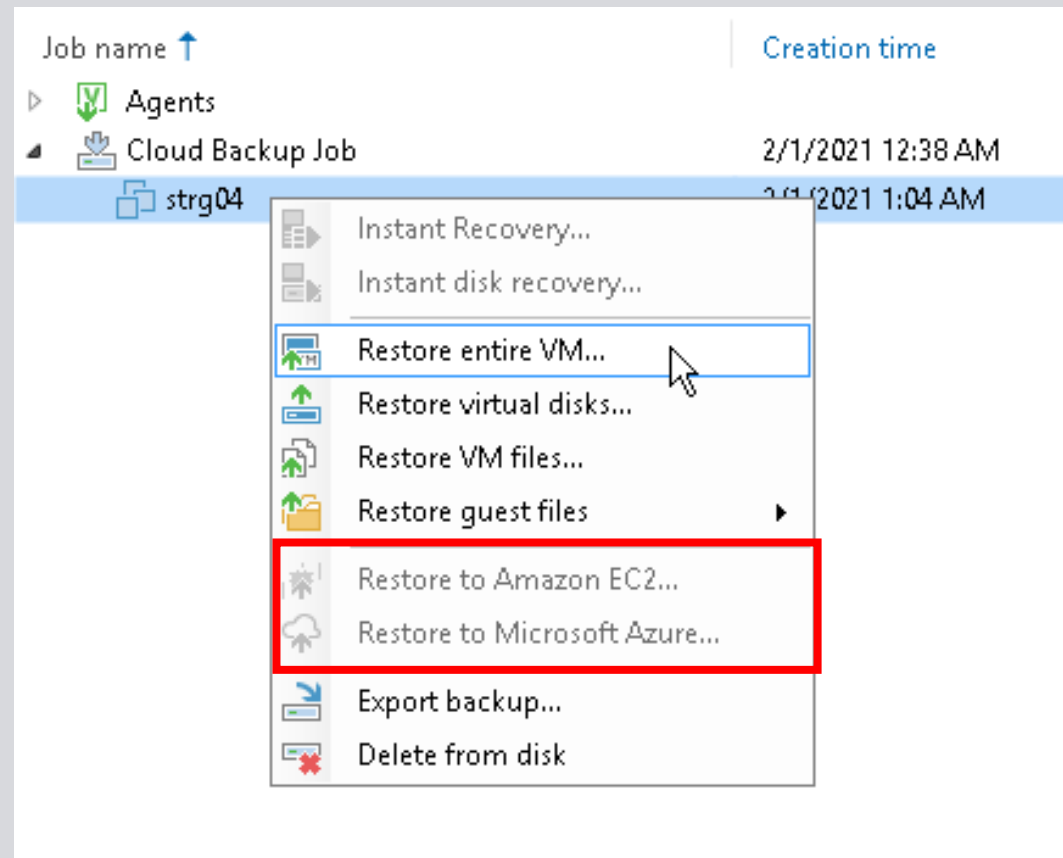 Job name ↑ Creation time
Agents
Cloud Backup Job 2/1/2021 12:38 AM
strg04 2/1/2021 1:04 AM
Instant Recovery...
Instant disk recovery...
Restore entire VM...
Restore virtual disks...
Restore VM files...
Restore guest files
Restore to Amazon EC2...
Restore to Microsoft Azure...
Export backup...
Delete from disk